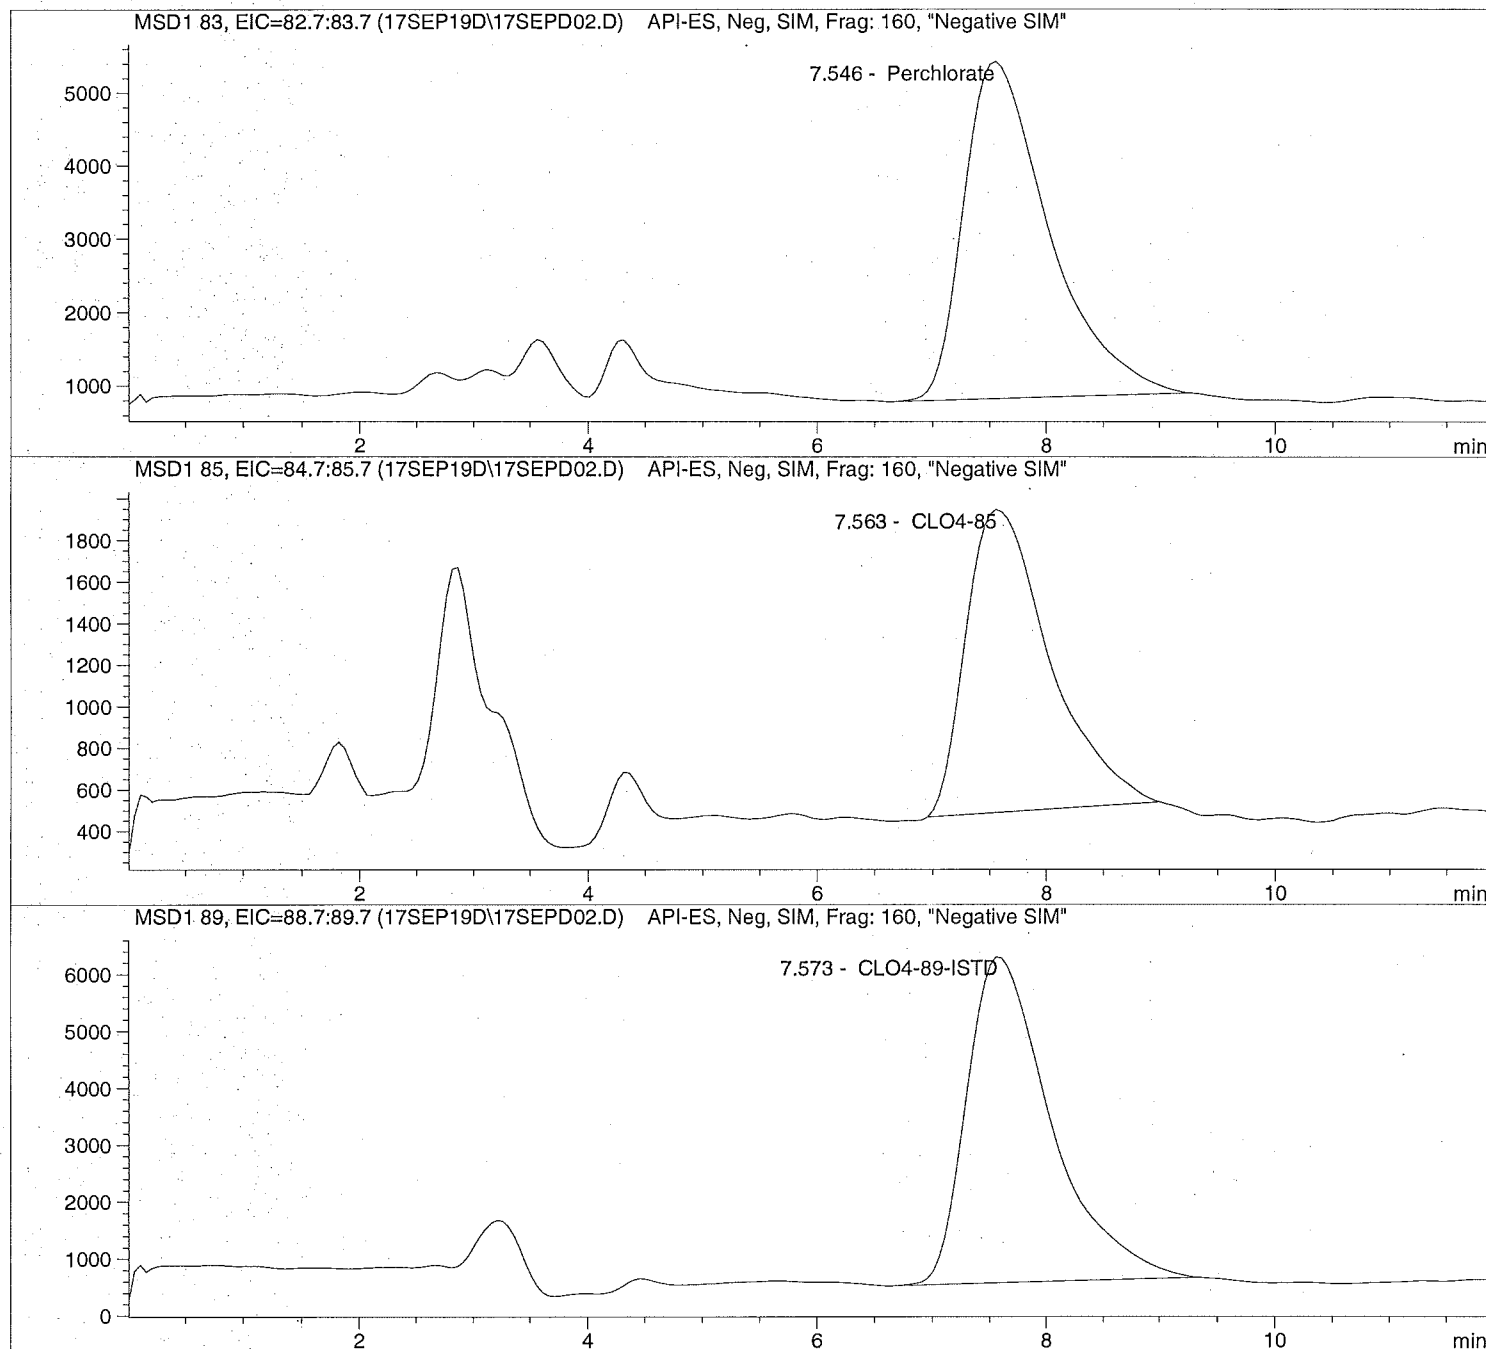 MSD1 83, EIC=82.7:83.7 (17SEP19D\17SEPD02.D) API-ES, Neg, SIM, Frag: 160, "Negative SIM"
7.546 - Perchlorate
5000
4000
3000
2000
1000
2 4 6 8 10 min
MSD1 85, EIC=84.7:85.7 (17SEP19D\17SEPD02.D) API-ES, Neg, SIM, Frag: 160, "Negative SIM"
7.563 - CLO4-85
1800
1600
1400
1200
1000
800
600
400
2 4 6 8 10 min
MSD1 89, EIC=88.7:89.7 (17SEP19D\17SEPD02.D) API-ES, Neg, SIM, Frag: 160, "Negative SIM"
7.573 - CLO4-89-ISTD
6000
5000
4000
3000
2000
1000
0
2 4 6 8 10 min